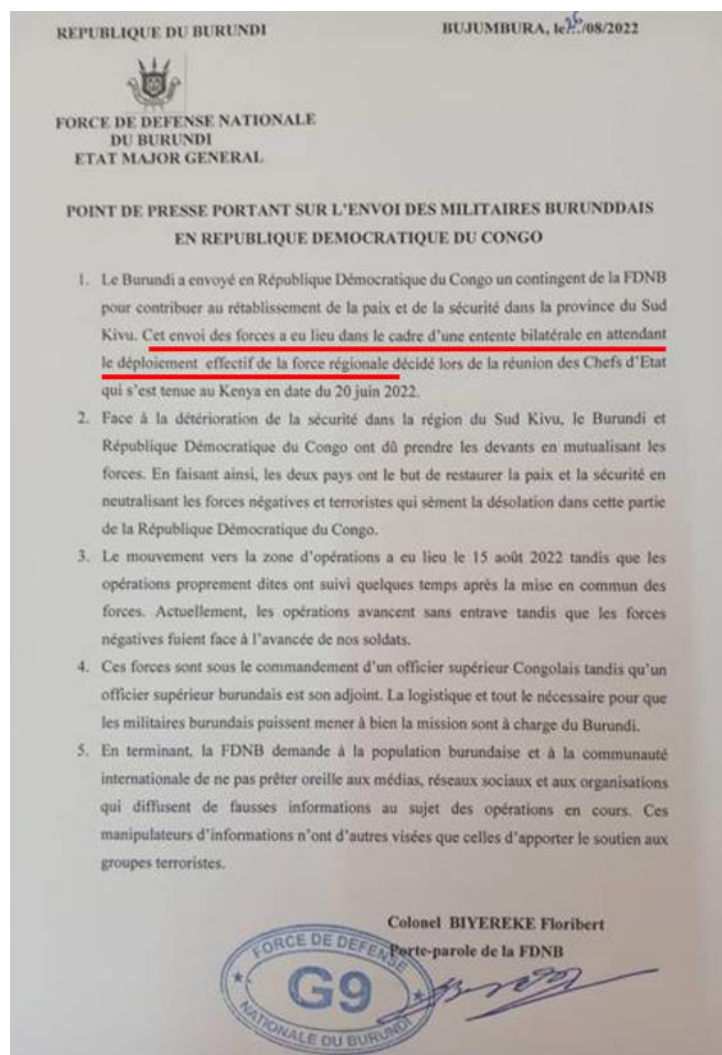 REPUBLIQUE DU BURUNDI
BUJUMBURA, le /08/2022
FORCE DE DEFENSE NATIONALE
DU BURUNDI
ETAT MAJOR GENERAL
POINT DE PRESSE PORTANT SUR L'ENVOI DES MILITAIRES BURUNDDAIS
EN REPUBLIQUE DEMOCRATIQUE DU CONGO
1. Le Burundi a envoyé en République Démocratique du Congo un contingent de la FDNB
pour contribuer au rétablissement de la paix et de la sécurité dans la province du Sud
Kivu. Cet envoi des forces a eu lieu dans le cadre d'une entente bilatérale en attendant
le déploiement effectif de la force régionale décidé lors de la réunion des Chefs d'Etat
qui s'est tenue au Kenya en date du 20 juin 2022.
2. Face à la détérioration de la sécurité dans la région du Sud Kivu, le Burundi et
République Démocratique du Congo ont dû prendre les devants en mutualisant les
forces. En faisant ainsi, les deux pays ont le but de restaurer la paix et la sécurité en
neutralisant les forces négatives et terroristes qui sèment la désolation dans cette partie
de la République Démocratique du Congo.
3. Le mouvement vers la zone d'opérations a eu lieu le 15 août 2022 tandis que les
opérations proprement dites ont suivi quelques temps après la mise en commun des
forces. Actuellement, les opérations avancent sans entrave tandis que les forces
négatives fuient face à l'avancée de nos soldats.
4. Ces forces sont sous le commandement d'un officier supérieur Congolais tandis qu'un
officier supérieur burundais est son adjoint. La logistique et tout le nécessaire pour que
les militaires burundais puissent mener à bien la mission sont à charge du Burundi.
5. En terminant, la FDNB demande à la population burundaise et à la communauté
internationale de ne pas prêter oreille aux médias, réseaux sociaux et aux organisations
qui diffusent de fausses informations au sujet des opérations en cours. Ces
manipulateurs d'informations n'ont d'autres visées que celles d'apporter le soutien aux
groupes terroristes.
Colonel BIYEREKE Floribert
Porte-parole de la FDNB
FORCE DE DEFENSE
G9
NATIONALE DU BURUNDI